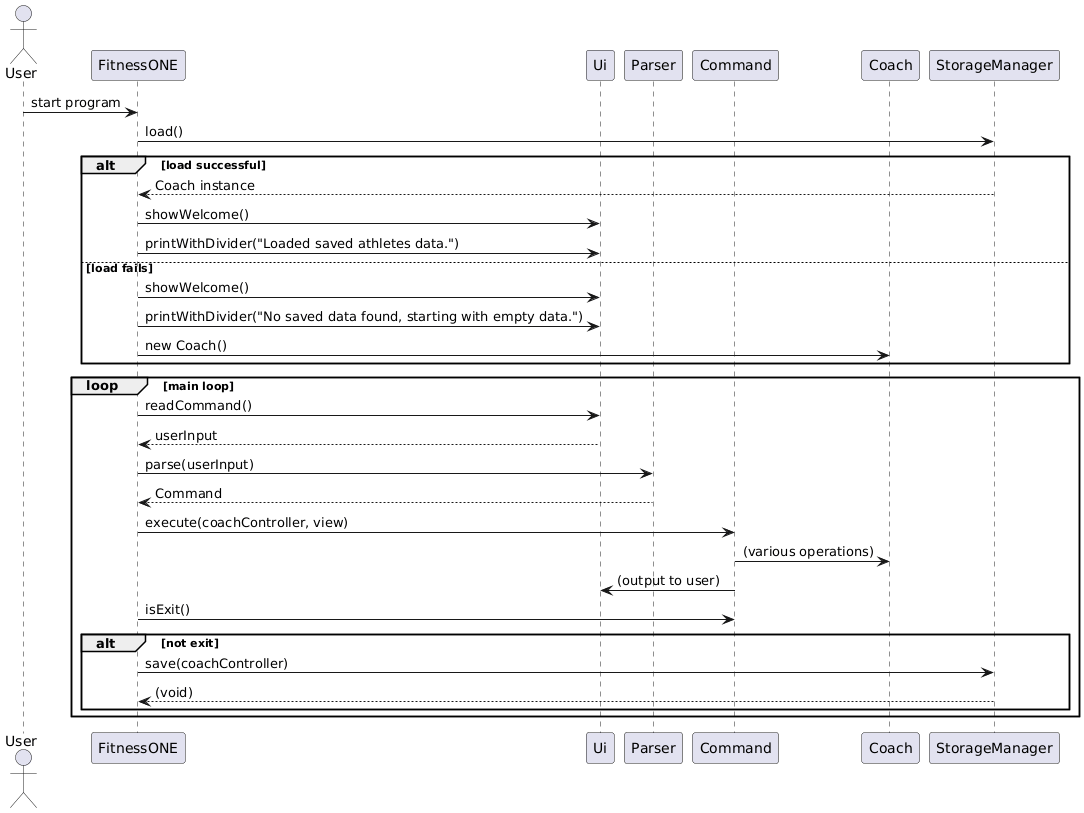 User
FitnessONE
Ui
Parser
Command
Coach
StorageManager
start program
load()
alt
[load successful]
Coach instance
showWelcome()
printWithDivider("Loaded saved athletes data.")
[load fails]
showWelcome()
printWithDivider("No saved data found, starting with empty data.")
new Coach()
loop
[main loop]
readCommand()
userInput
parse(userInput)
Command
execute(coachController, view)
(various operations)
(output to user)
isExit()
alt
[not exit]
save(coachController)
(void)
User
FitnessONE
Ui
Parser
Command
Coach
StorageManager